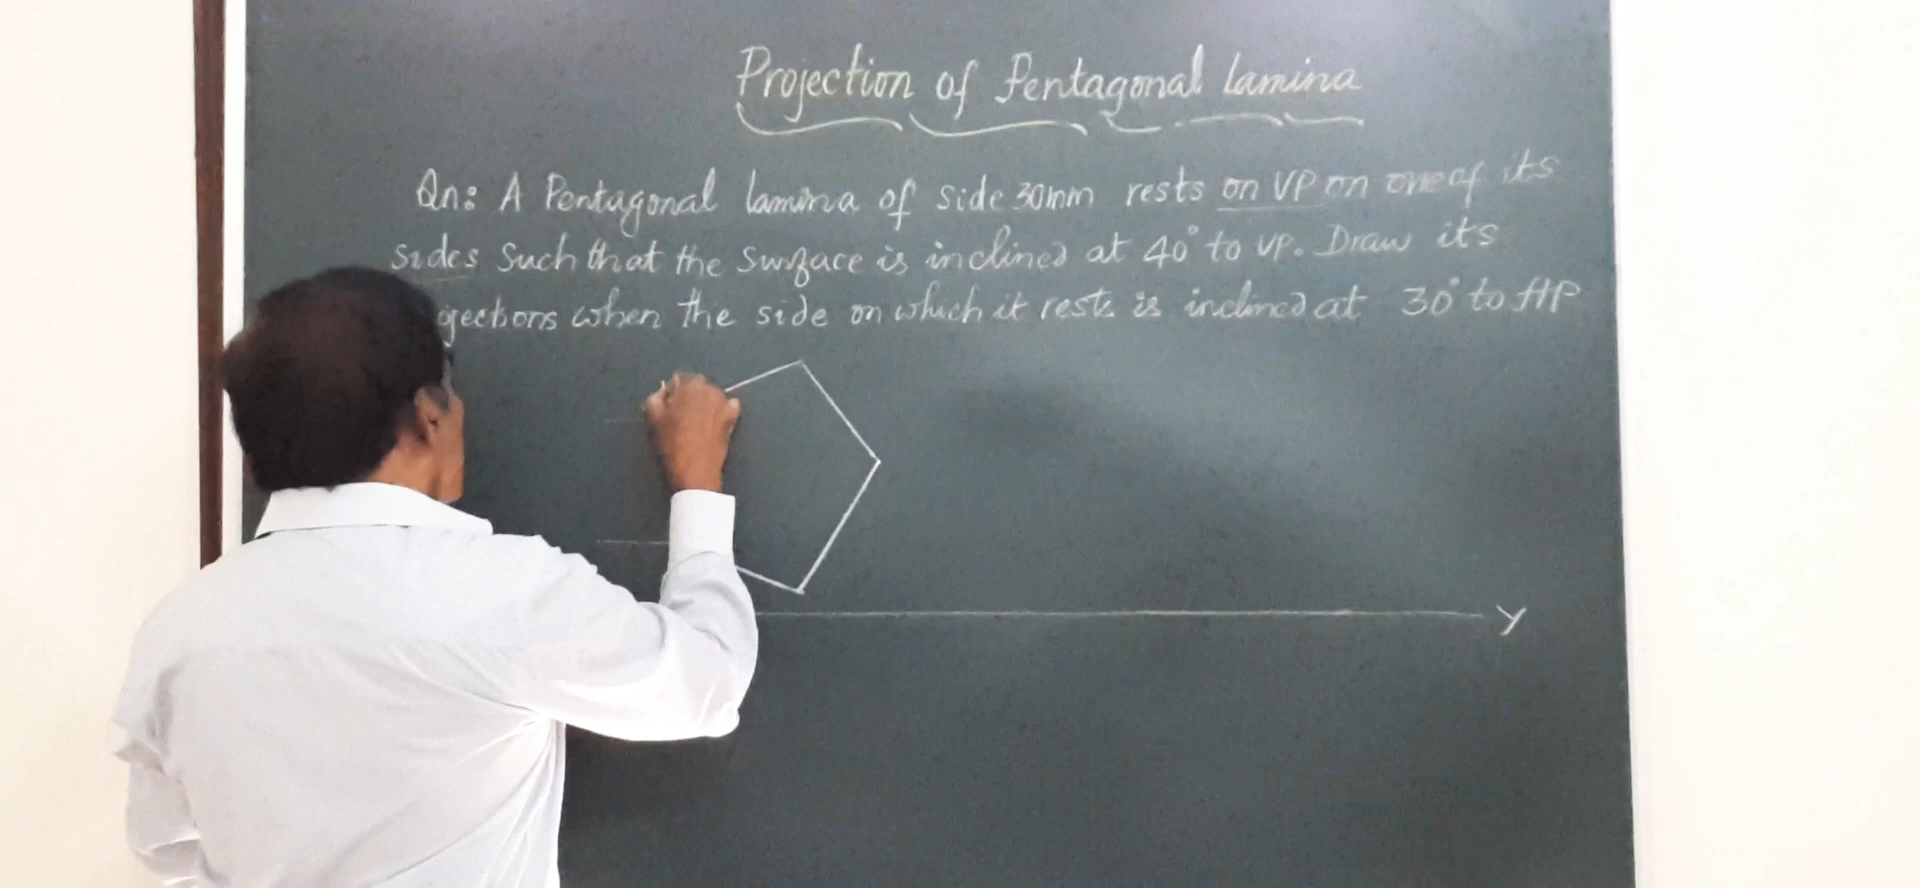 Projection of Pentagonal Lamina
Qn: A Pentagonal lamina of side 30mm rests on VP on one of its
sides such that the surface is inclined at 40° to VP. Draw its
jections when the side on which it rests is inclined at 30° to HP
Y